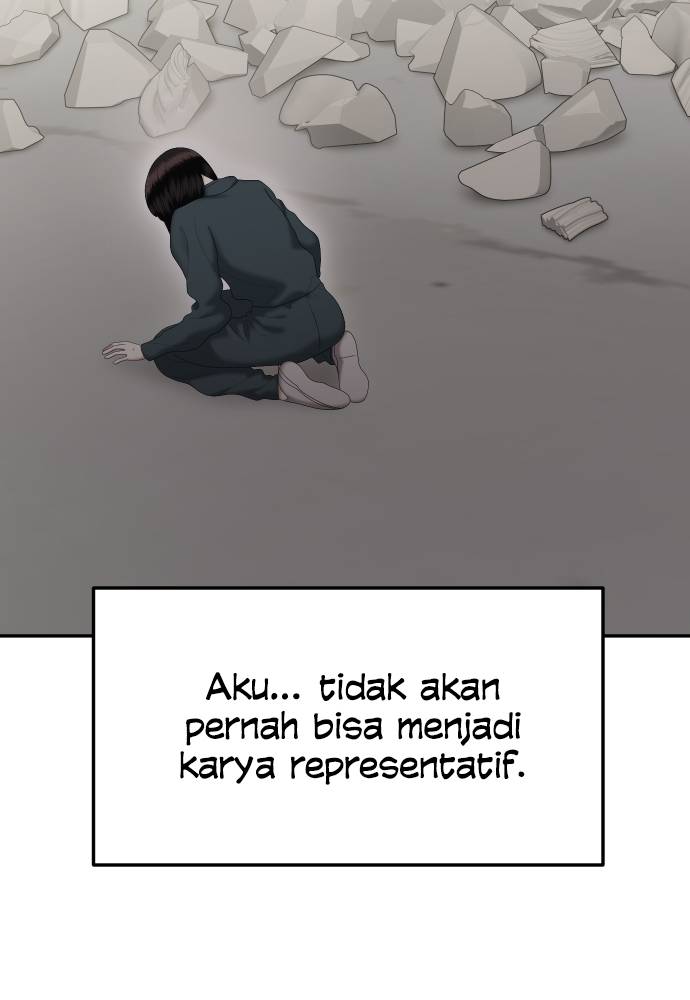 Aku... tidak akan
pernah bisa menjadi
karya representatif.